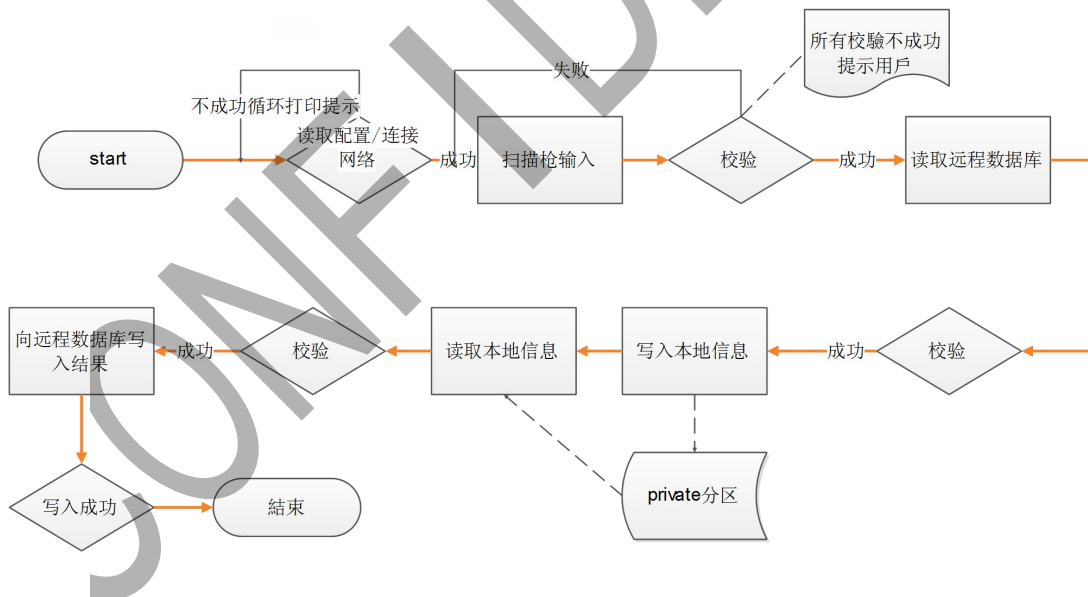 所有校驗不成功
提示用戶
失败
不成功循环打印提示
start
读取配置/连接
网络
成功
扫描枪输入
校验
成功
读取远程数据库
向远程数据库写
入结果
成功
校验
读取本地信息
写入本地信息
成功
校验
写入成功
結束
private分区